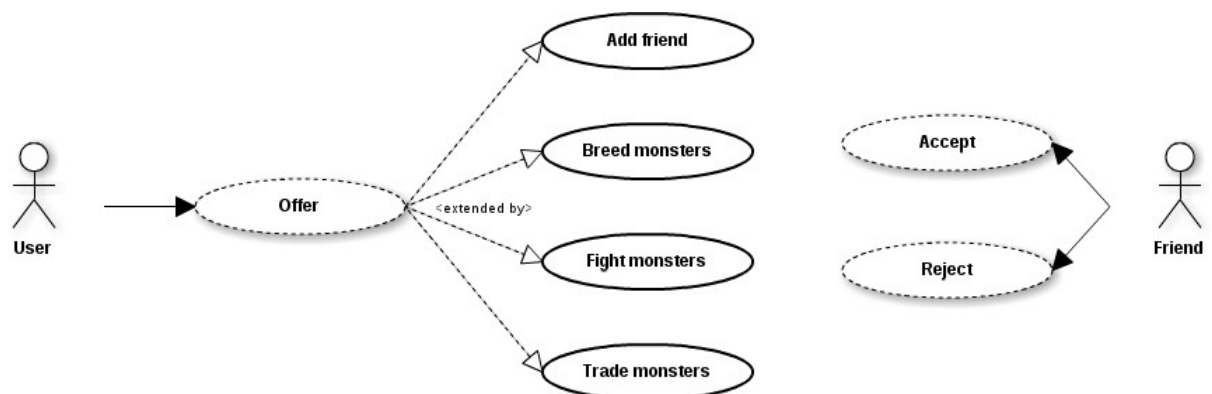 Add friend
Breed monsters
Accept
Offer
<extended by>
User
Friend
Fight monsters
Reject
Trade monsters